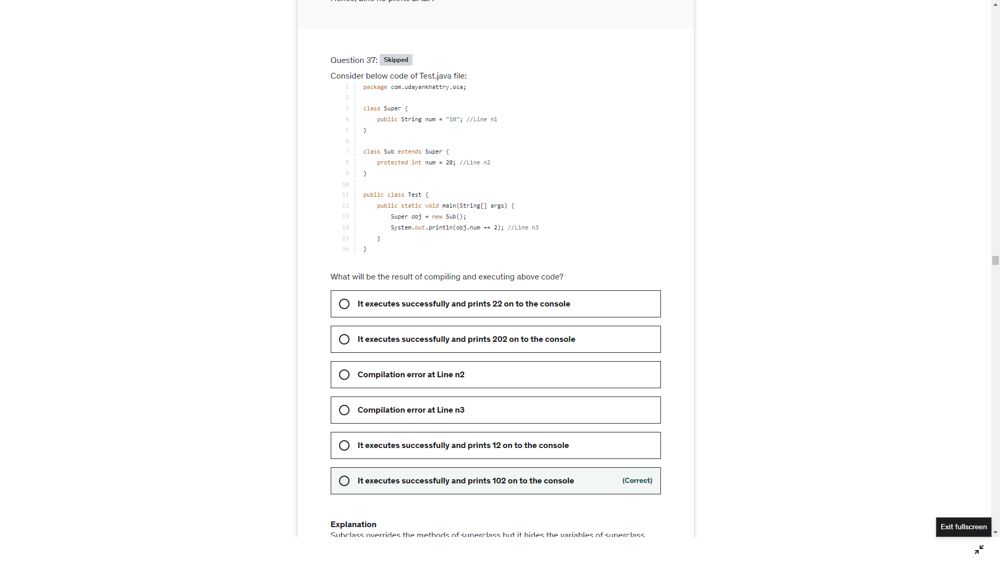 Question 37: Skipped
Consider below code of Test.java file:
1 package com.udayankhattry.oca;
2
3 class Super {
4 public String num = "10"; //Line n1
5 }
6
7 class Sub extends Super {
8 protected int num = 20; //Line n2
9 }
10
11 public class Test {
12 public static void main(String[] args) {
13 Super obj = new Sub();
14 System.out.println(obj.num += 2); //Line n3
15 }
16 }
What will be the result of compiling and executing above code?
It executes successfully and prints 22 on to the console
It executes successfully and prints 202 on to the console
Compilation error at Line n2
Compilation error at Line n3
It executes successfully and prints 12 on to the console
It executes successfully and prints 102 on to the console (Correct)
Explanation
Subclass overrides the methods of superclass but it hides the variables of superclass
Exit fullscreen